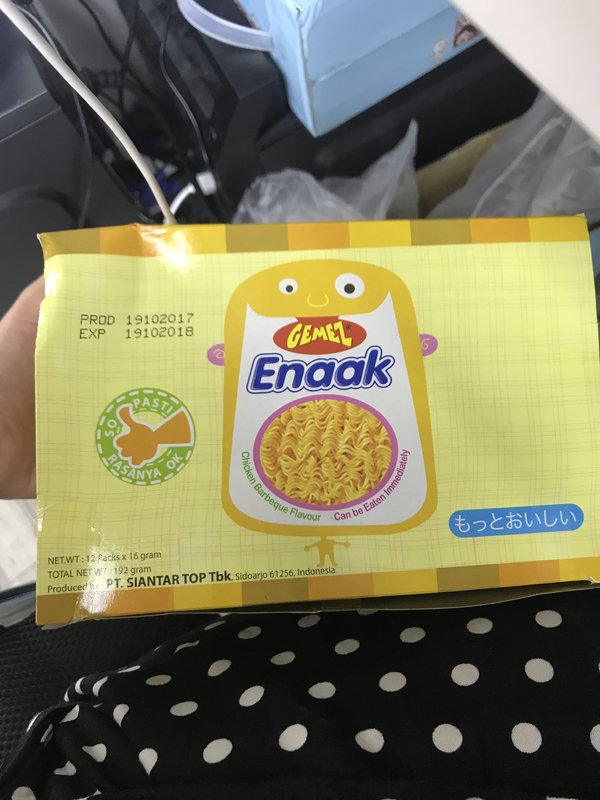 PROD 19102017
EXP 19102018
GEMEZ
Enaak
SO PASTI
RASANYA OK
Chicken Barbeque Flavour
Can be Eaten Immediately
もっとおいしい
NET.WT : 12 Packs x 16 gram
TOTAL NET WT : 192 gram
Produced by PT. SIANTAR TOP Tbk, Sidoarjo 61256, Indonesia